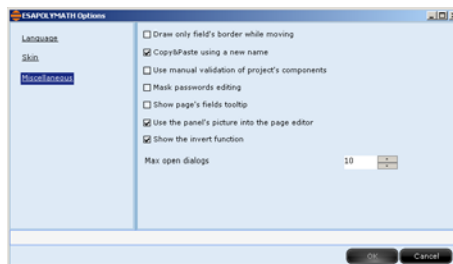 ESAPOLYMATH Options
Language
Skin
Miscellaneous
Draw only field's border while moving
Copy&Paste using a new name
Use manual validation of project's components
Mask passwords editing
Show page's fields tooltip
Use the panel's picture into the page editor
Show the invert function
Max open dialogs 10
OK Cancel